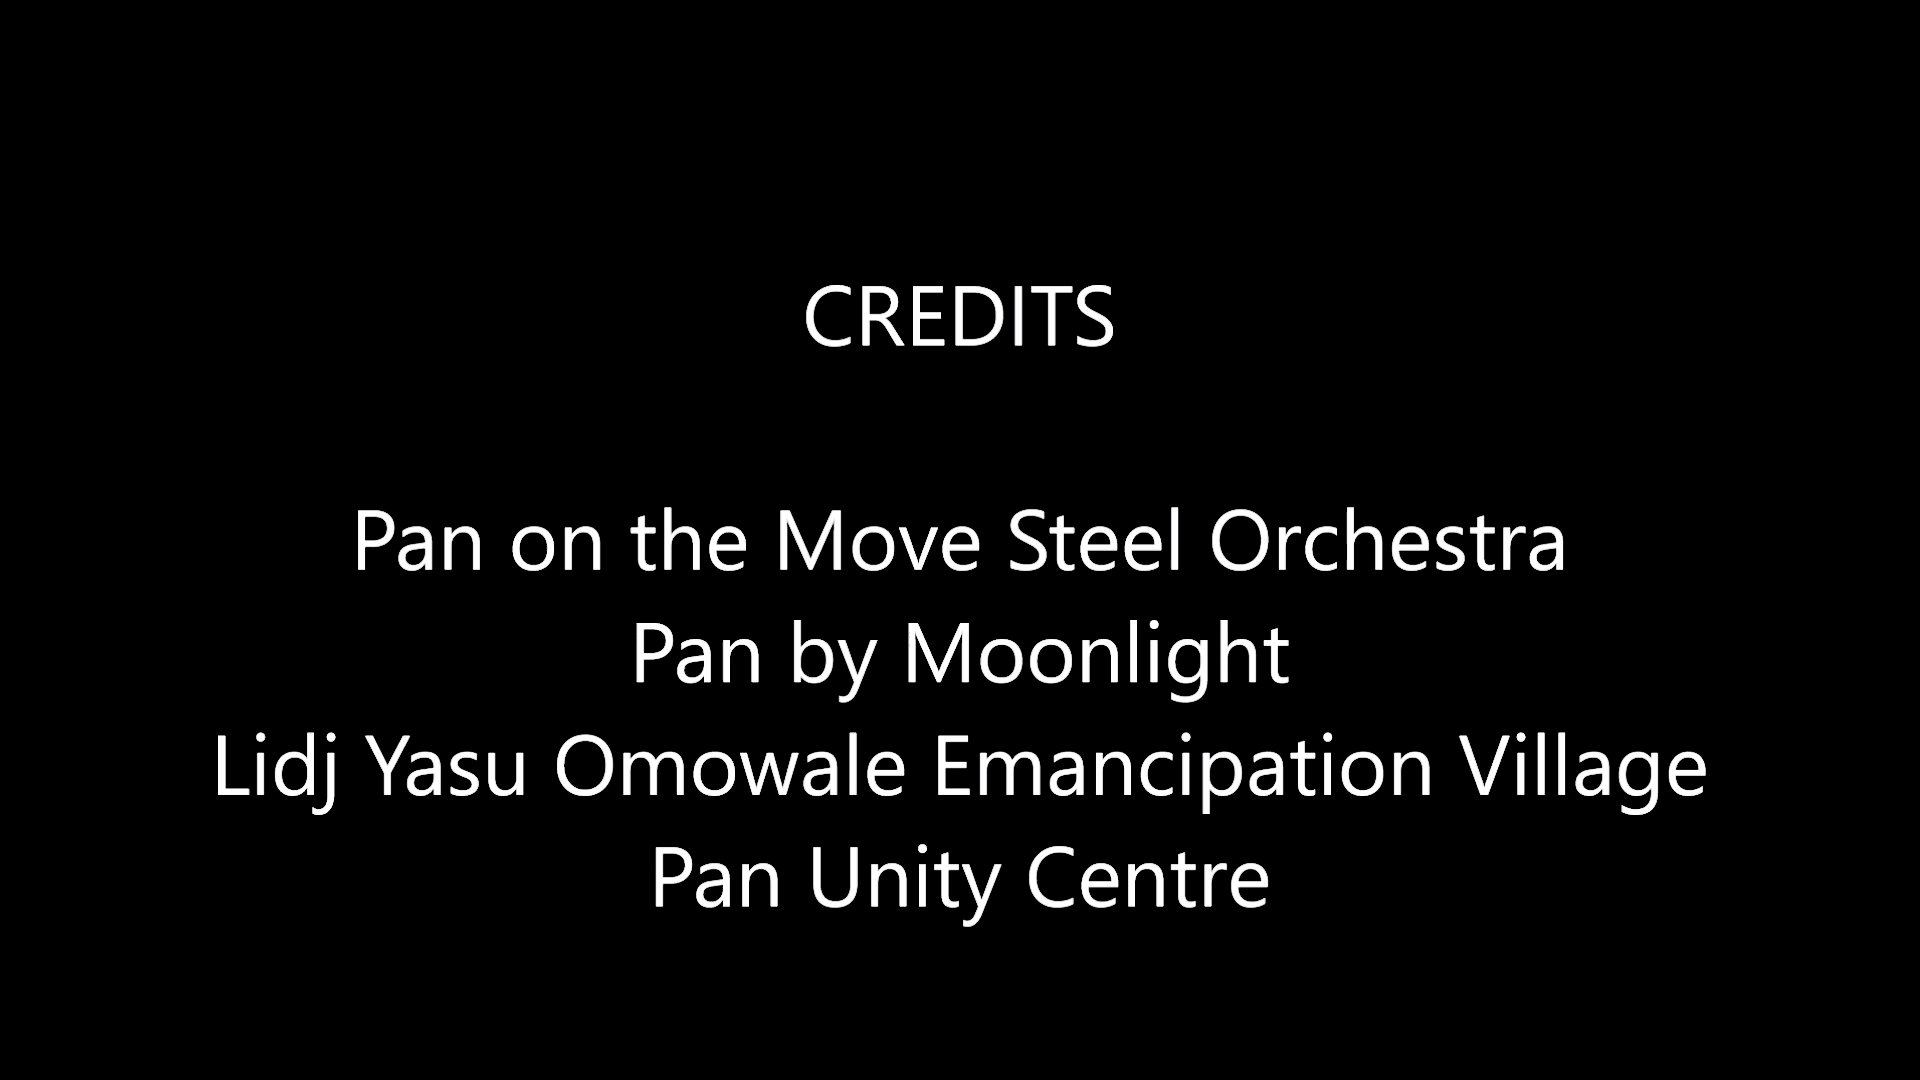 CREDITS
Pan on the Move Steel Orchestra
Pan by Moonlight
Lidj Yasu Omowale Emancipation Village
Pan Unity Centre